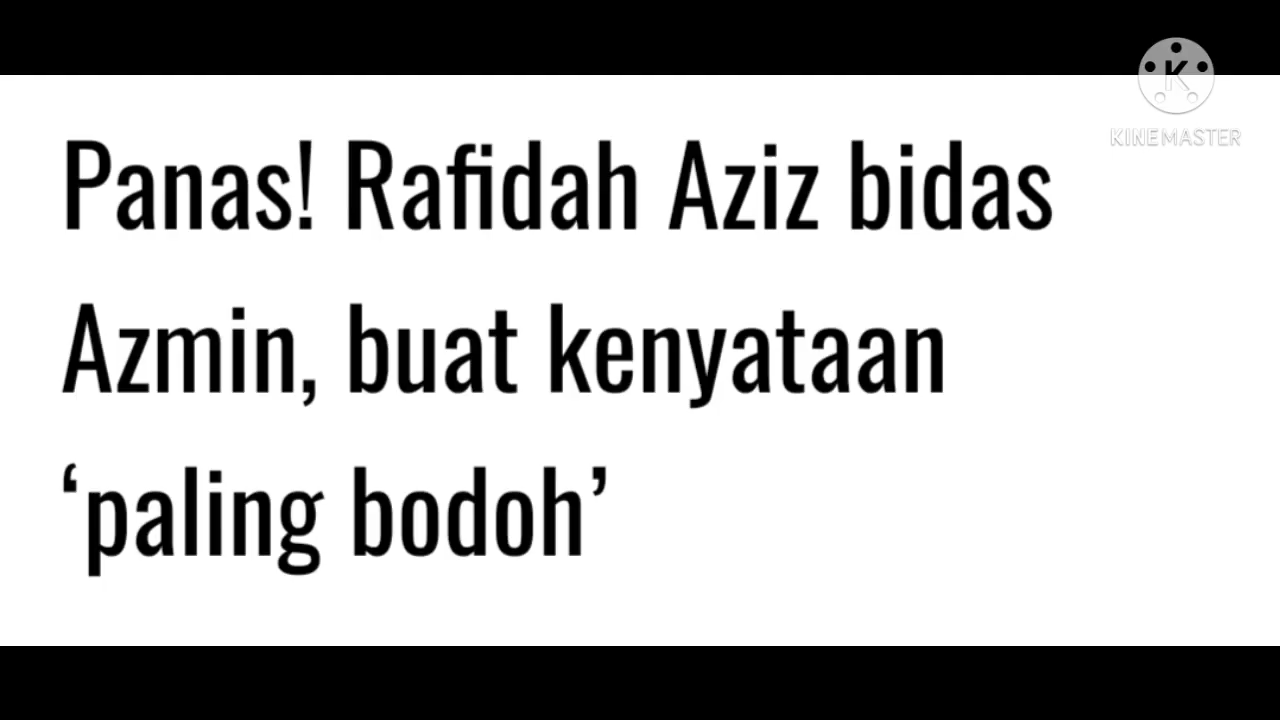 KINEMASTER
Panas! Rafidah Aziz bidas
Azmin, buat kenyataan
‘paling bodoh’